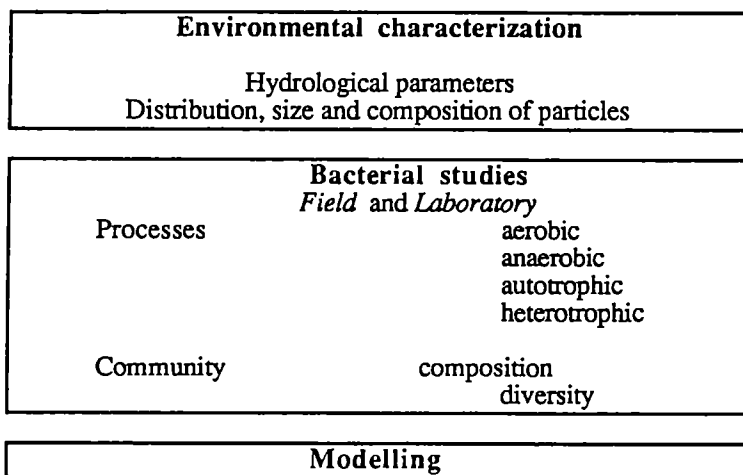 Environmental characterization
Hydrological parameters
Distribution, size and composition of particles
Bacterial studies
Field and Laboratory
Processes aerobic
anaerobic
autotrophic
heterotrophic
Community composition
diversity
Modelling